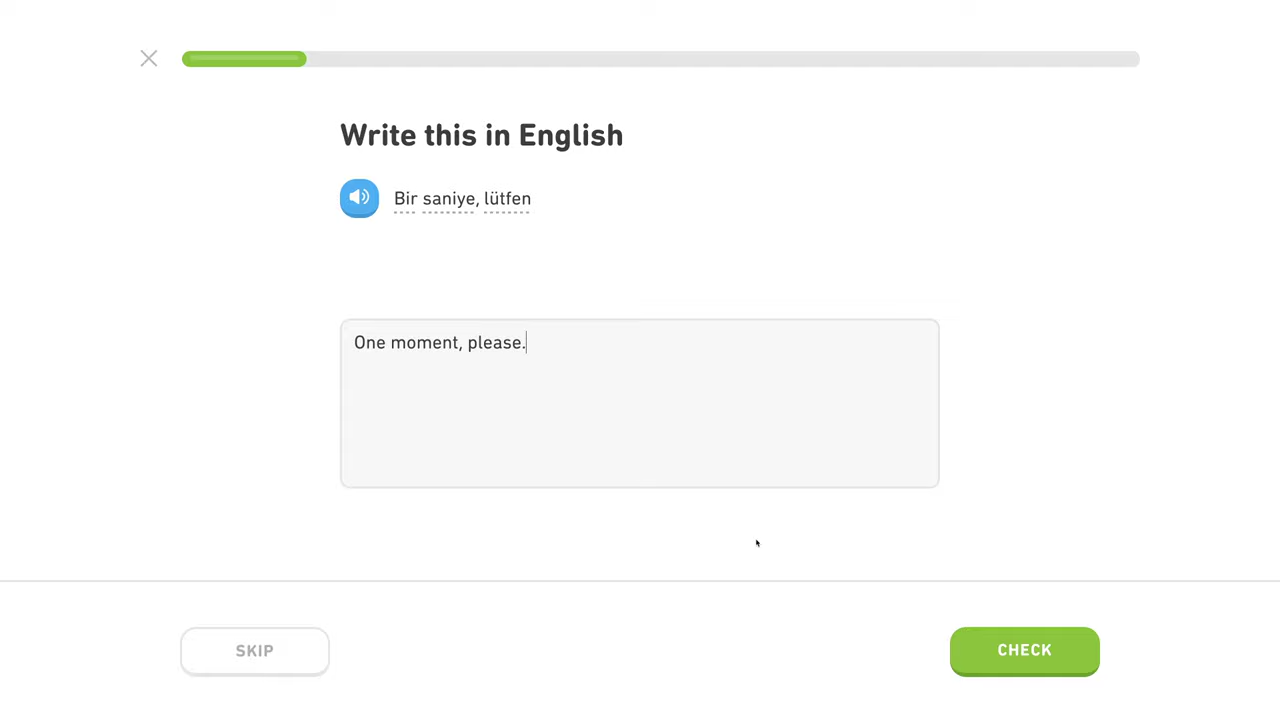 Write this in English
Bir saniye, lütfen
One moment, please.
SKIP
CHECK